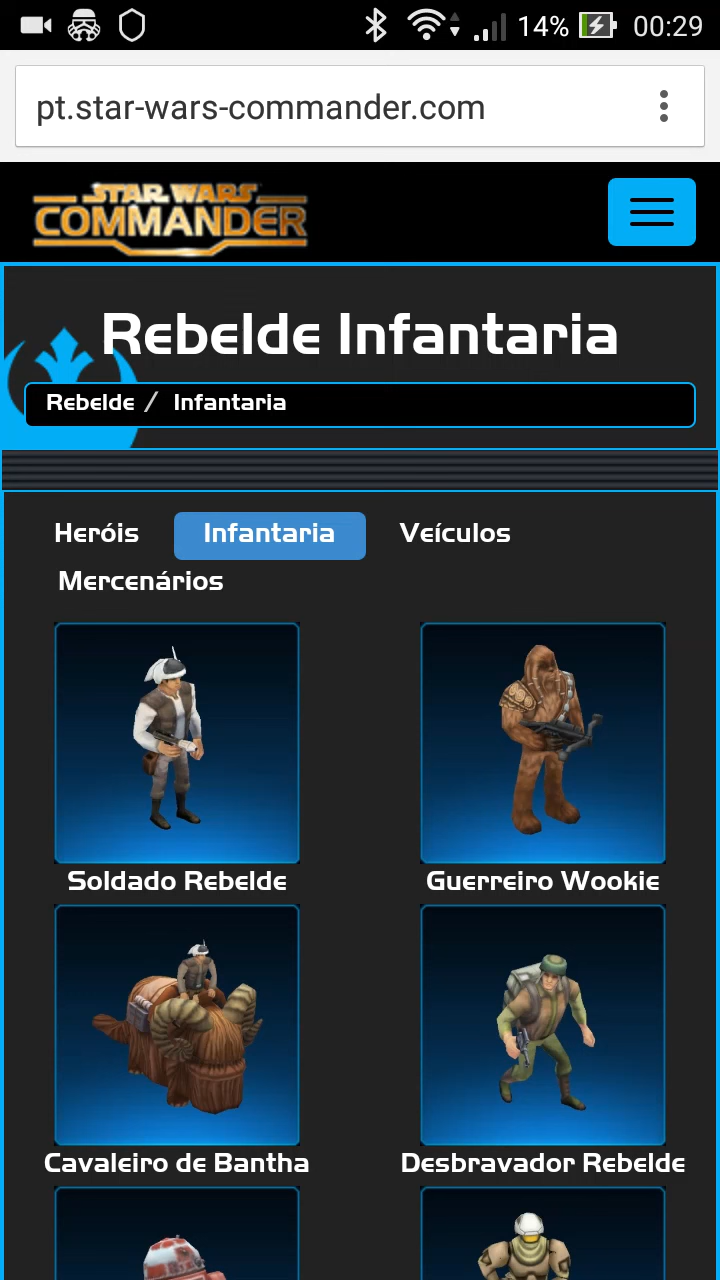 14% 00:29
pt.star-wars-commander.com
STAR WARS
COMMANDER
Rebelde Infantaria
Rebelde / Infantaria
Heróis Infantaria Veículos
Mercenários
Soldado Rebelde Guerreiro Wookie
Cavaleiro de Bantha Desbravador Rebelde